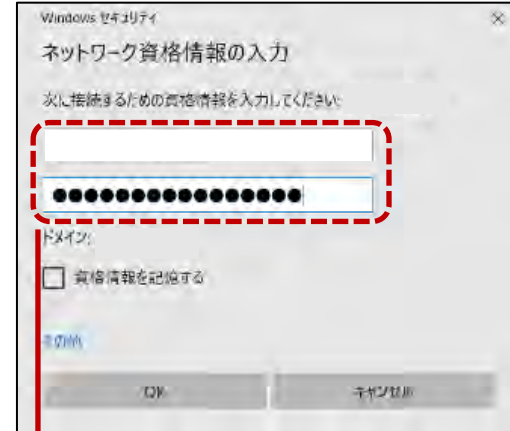 Windows セキュリティ
ネットワーク資格情報の入力
次に接続するための資格情報を入力してください:
●●●●●●●●●●●●●●●●
ドメイン:
資格情報を記憶する
その他
OK
キャンセル